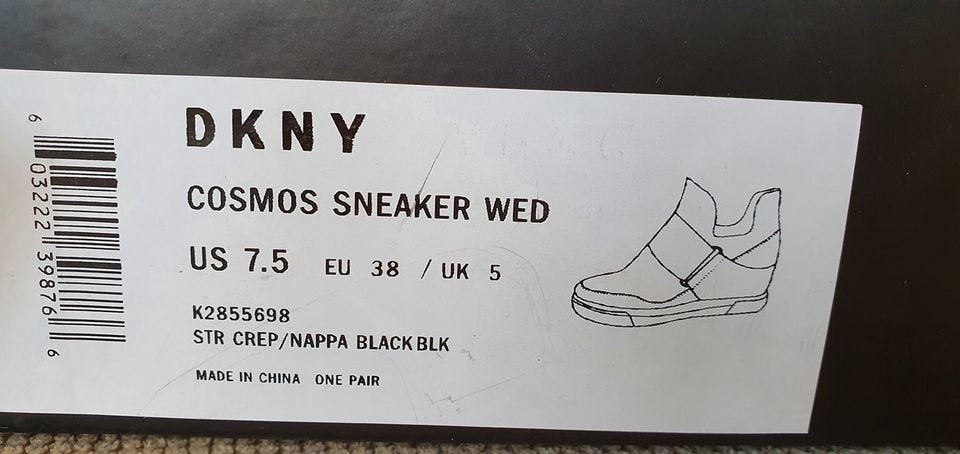 DKNY
COSMOS SNEAKER WED
US 7.5 EU 38 / UK 5
K2855698
STR CREP/NAPPA BLACK BLK
MADE IN CHINA ONE PAIR
6 03222 39876 6